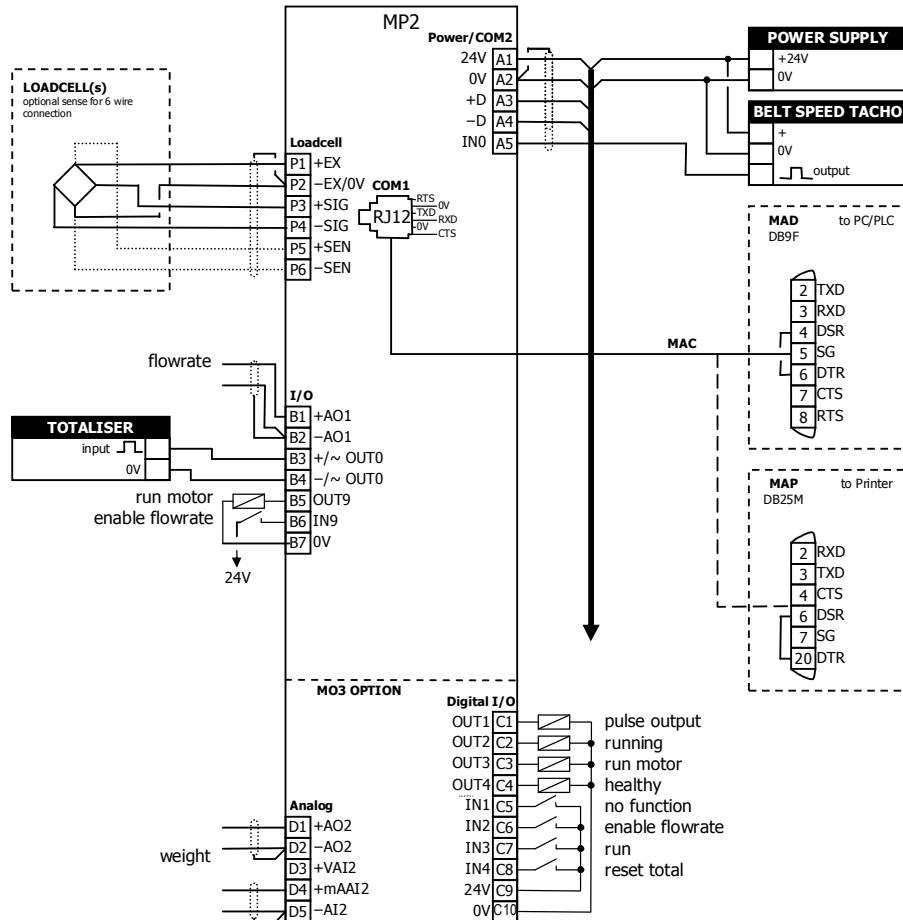 MP2
Power/COM2
24V A1
0V A2
+D A3
−D A4
IN0 A5
POWER SUPPLY
+24V
0V
BELT SPEED TACHO
+
0V
output
LOADCELL(s)
optional sense for 6 wire
connection
Loadcell
P1 +EX
P2 −EX/0V
P3 +SIG
P4 −SIG
P5 +SEN
P6 −SEN
COM1
RJ12
RTS
0V
TXD
RXD
0V
CTS
MAC
MAD to PC/PLC
DB9F
2 TXD
3 RXD
4 DSR
5 SG
6 DTR
7 CTS
8 RTS
flowrate
I/O
B1 +AO1
B2 −AO1
B3 +/~ OUT0
B4 −/~ OUT0
B5 OUT9
B6 IN9
B7 0V
TOTALISER
input
0V
run motor
enable flowrate
24V
MAP to Printer
DB25M
2 RXD
3 TXD
4 CTS
6 DSR
7 SG
20 DTR
MO3 OPTION
Digital I/O
OUT1 C1 pulse output
OUT2 C2 running
OUT3 C3 run motor
OUT4 C4 healthy
IN1 C5 no function
IN2 C6 enable flowrate
IN3 C7 run
IN4 C8 reset total
24V C9
0V C10
Analog
D1 +AO2
D2 −AO2
D3 +VAI2
D4 +mAAI2
D5 −AI2
weight